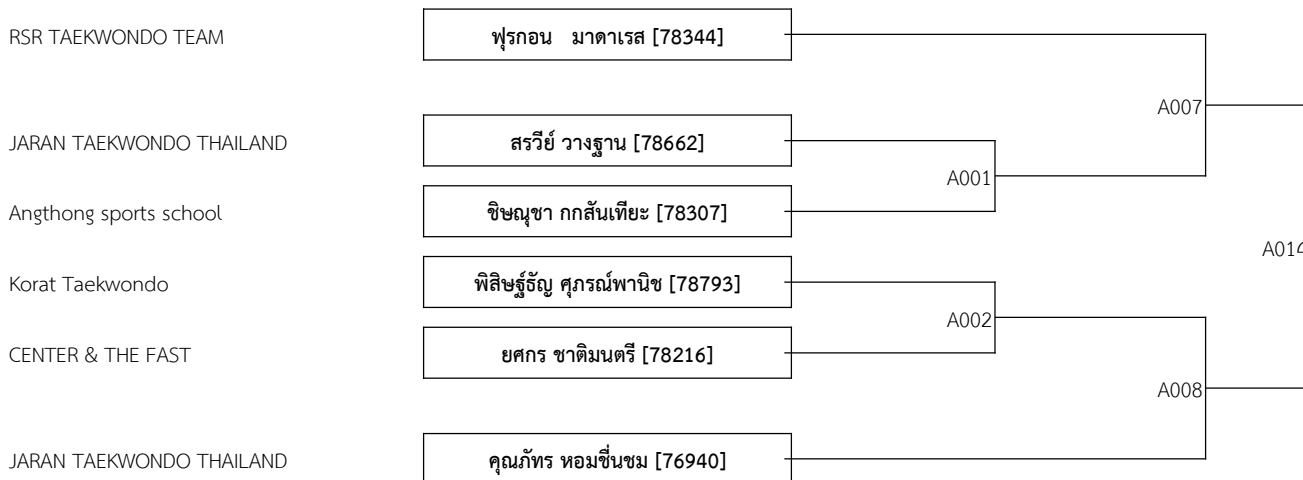 RSR TAEKWONDO TEAM ฟุรกอน มาดาเรส [78344]
A007
JARAN TAEKWONDO THAILAND สรวีย์ วางฐาน [78662]
A001
Angthong sports school ชิษณุชา กกสันเทียะ [78307]
A014
Korat Taekwondo พิสิษฐ์ธัญ ศุภรณ์พานิช [78793]
A002
CENTER & THE FAST ยศกร ชาติมนตรี [78216]
A008
JARAN TAEKWONDO THAILAND คุณภัทร หอมชื่นชม [76940]